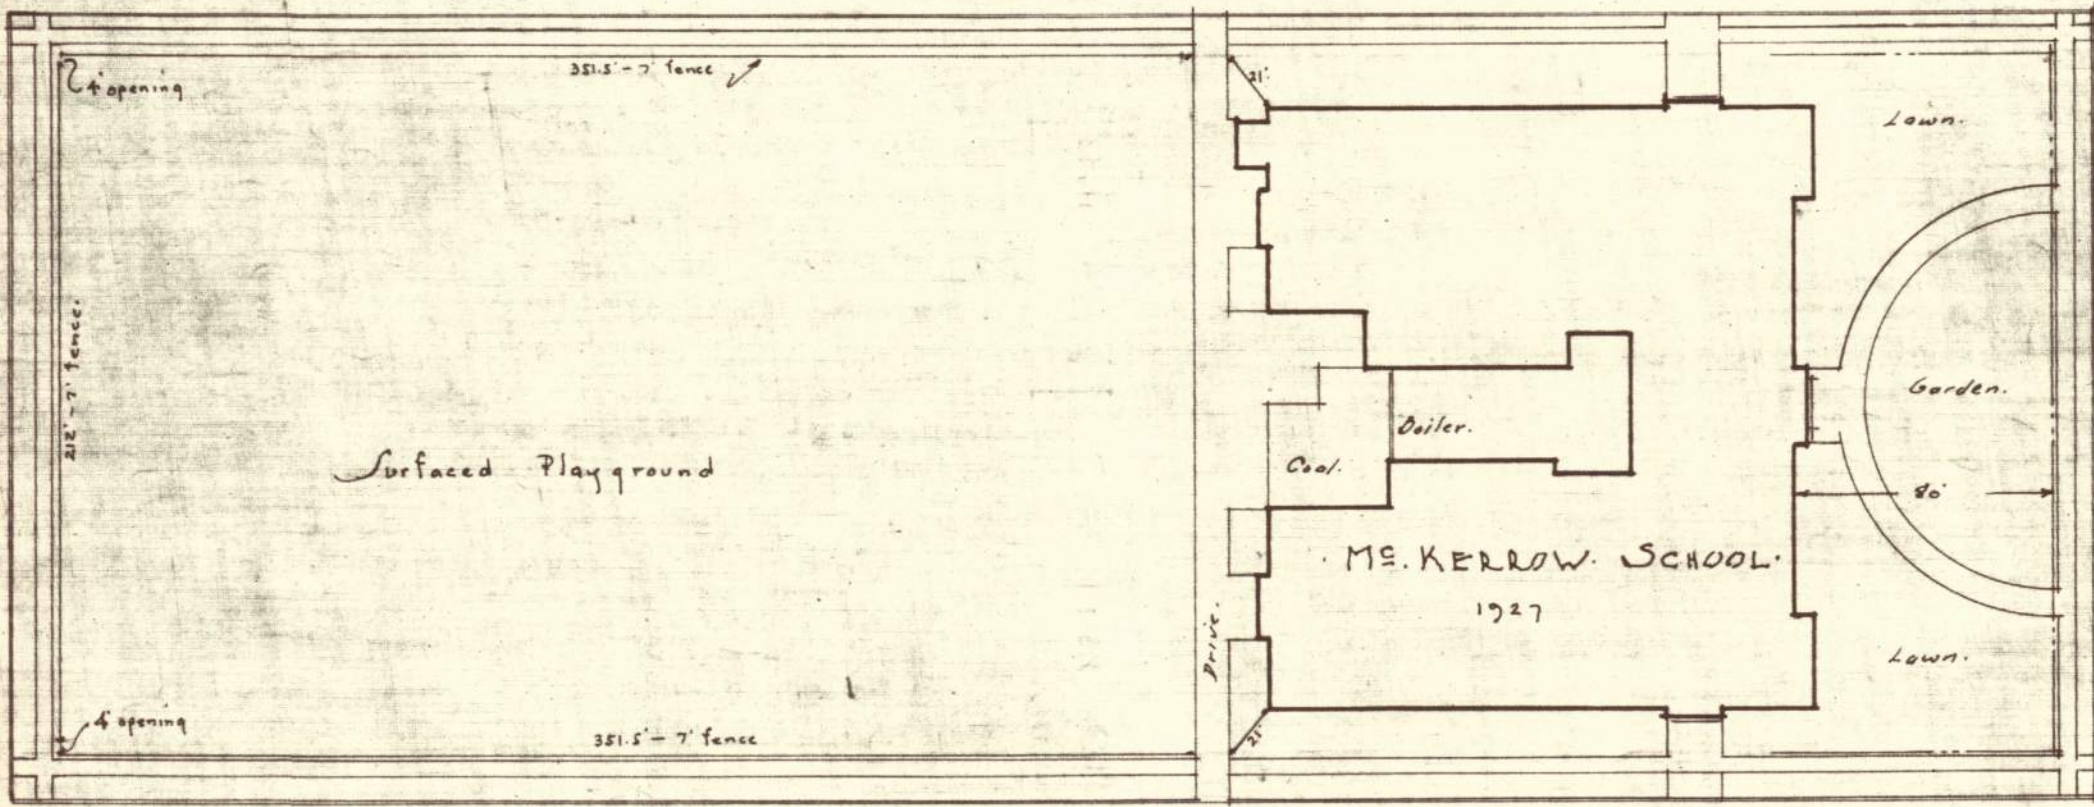 351.5' - 7' fence
4' opening
21'
Lawn.
212' - 7' fence.
Garden.
Boiler.
Coal.
Surfaced Playground
80'
Mc. KERROW. SCHOOL.
1927
Drive.
Lawn.
4' opening
351.5' - 7' fence
21'